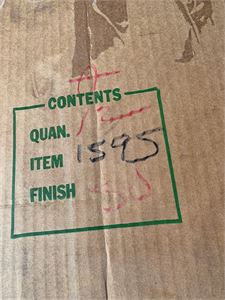 CONTENTS
QUAN.
ITEM 1595
FINISH